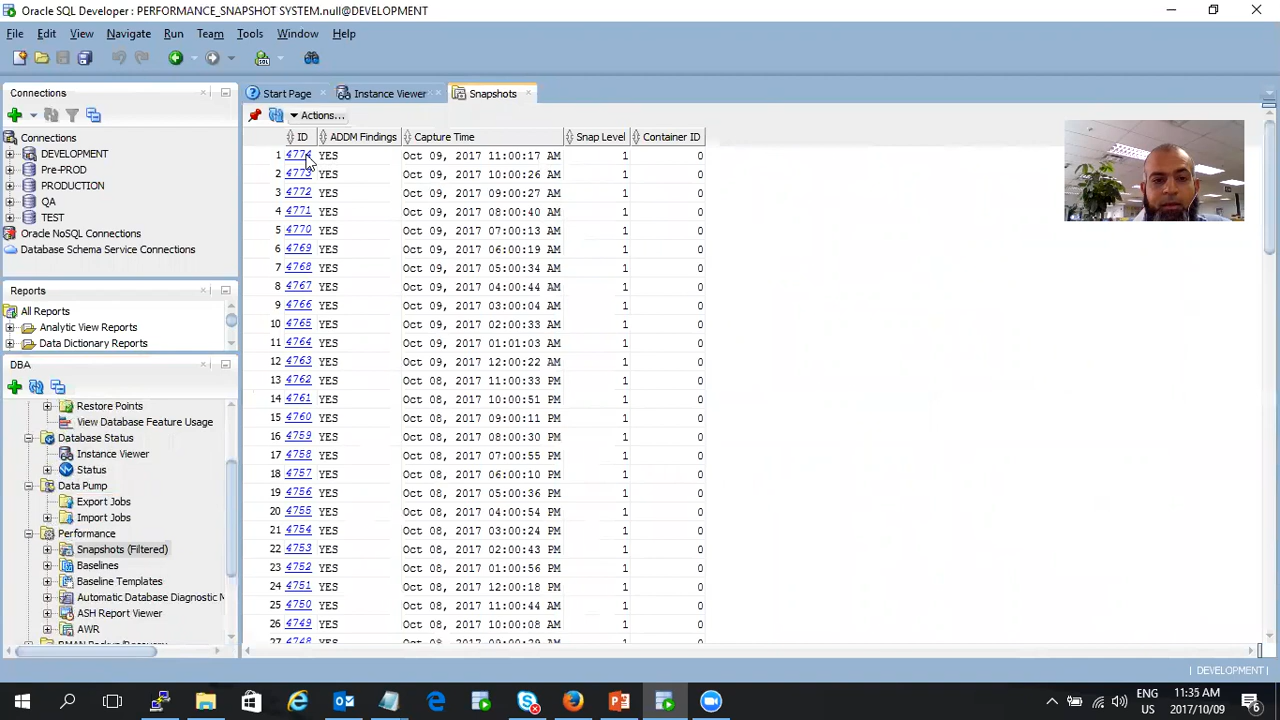 Oracle SQL Developer : PERFORMANCE_SNAPSHOT SYSTEM.null@DEVELOPMENT
File Edit View Navigate Run Team Tools Window Help
Connections
Connections
DEVELOPMENT
Pre-PROD
PRODUCTION
QA
TEST
Oracle NoSQL Connections
Database Schema Service Connections
Reports
All Reports
Analytic View Reports
Data Dictionary Reports
DBA
Restore Points
View Database Feature Usage
Database Status
Instance Viewer
Status
Data Pump
Export Jobs
Import Jobs
Performance
Snapshots (Filtered)
Baselines
Baseline Templates
Automatic Database Diagnostic M
ASH Report Viewer
AWR
Start Page Instance Viewer Snapshots
Actions...
ID ADDM Findings Capture Time Snap Level Container ID
1 4774 YES Oct 09, 2017 11:00:17 AM 1 0
2 4773 YES Oct 09, 2017 10:00:26 AM 1 0
3 4772 YES Oct 09, 2017 09:00:27 AM 1 0
4 4771 YES Oct 09, 2017 08:00:40 AM 1 0
5 4770 YES Oct 09, 2017 07:00:13 AM 1 0
6 4769 YES Oct 09, 2017 06:00:19 AM 1 0
7 4768 YES Oct 09, 2017 05:00:34 AM 1 0
8 4767 YES Oct 09, 2017 04:00:44 AM 1 0
9 4766 YES Oct 09, 2017 03:00:04 AM 1 0
10 4765 YES Oct 09, 2017 02:00:33 AM 1 0
11 4764 YES Oct 09, 2017 01:01:03 AM 1 0
12 4763 YES Oct 09, 2017 12:00:22 AM 1 0
13 4762 YES Oct 08, 2017 11:00:33 PM 1 0
14 4761 YES Oct 08, 2017 10:00:51 PM 1 0
15 4760 YES Oct 08, 2017 09:00:11 PM 1 0
16 4759 YES Oct 08, 2017 08:00:30 PM 1 0
17 4758 YES Oct 08, 2017 07:00:55 PM 1 0
18 4757 YES Oct 08, 2017 06:00:10 PM 1 0
19 4756 YES Oct 08, 2017 05:00:36 PM 1 0
20 4755 YES Oct 08, 2017 04:00:54 PM 1 0
21 4754 YES Oct 08, 2017 03:00:24 PM 1 0
22 4753 YES Oct 08, 2017 02:00:43 PM 1 0
23 4752 YES Oct 08, 2017 01:00:56 PM 1 0
24 4751 YES Oct 08, 2017 12:00:18 PM 1 0
25 4750 YES Oct 08, 2017 11:00:44 AM 1 0
26 4749 YES Oct 08, 2017 10:00:08 AM 1 0
27 4748 YES Oct 08, 2017 09:00:29 AM 1 0
DEVELOPMENT
ENG 11:35 AM
US 2017/10/09 6